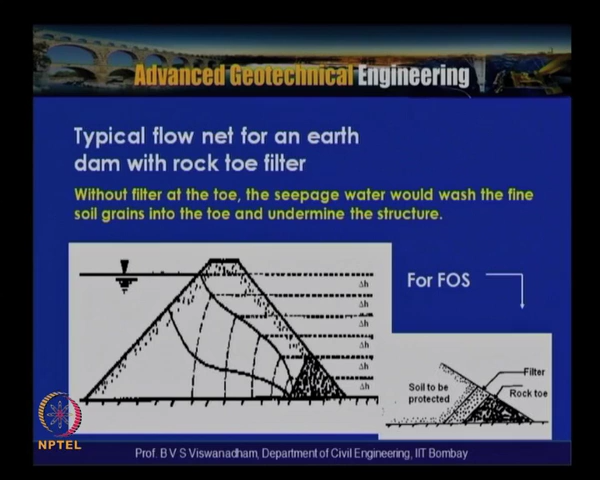 Advanced Geotechnical Engineering
Typical flow net for an earth
dam with rock toe filter
Without filter at the toe, the seepage water would wash the fine
soil grains into the toe and undermine the structure.
For FOS
Δh
Δh
Δh
Δh
Δh
Δh
Soil to be
protected
Filter
Rock toe
NPTEL
Prof. B V S Viswanadham, Department of Civil Engineering, IIT Bombay